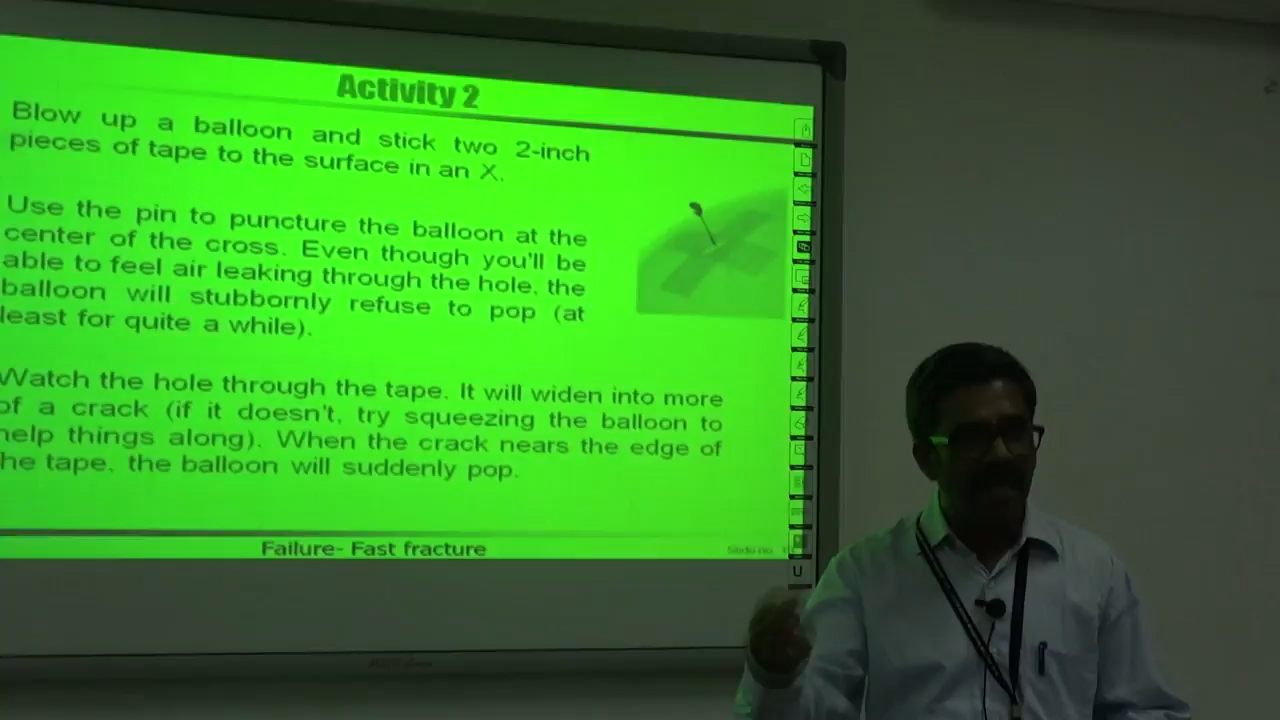 Activity 2
Blow up a balloon and stick two 2-inch
pieces of tape to the surface in an X.
Use the pin to puncture the balloon at the
center of the cross. Even though you'll be
able to feel air leaking through the hole, the
balloon will stubbornly refuse to pop (at
least for quite a while).
Watch the hole through the tape. It will widen into more
of a crack (if it doesn't, try squeezing the balloon to
help things along). When the crack nears the edge of
the tape, the balloon will suddenly pop.
Failure- Fast fracture
Slide no.
U